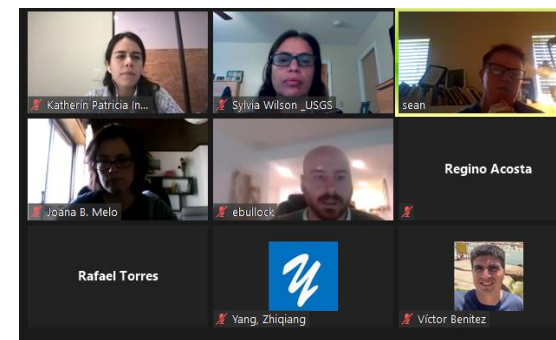 Katherin Patricia In...
Sylvia Wilson _USGS
sean
Joana B. Melo
ebullock
Regino Acosta
Rafael Torres
Y
Yang, Zhiqiang
Víctor Benitez